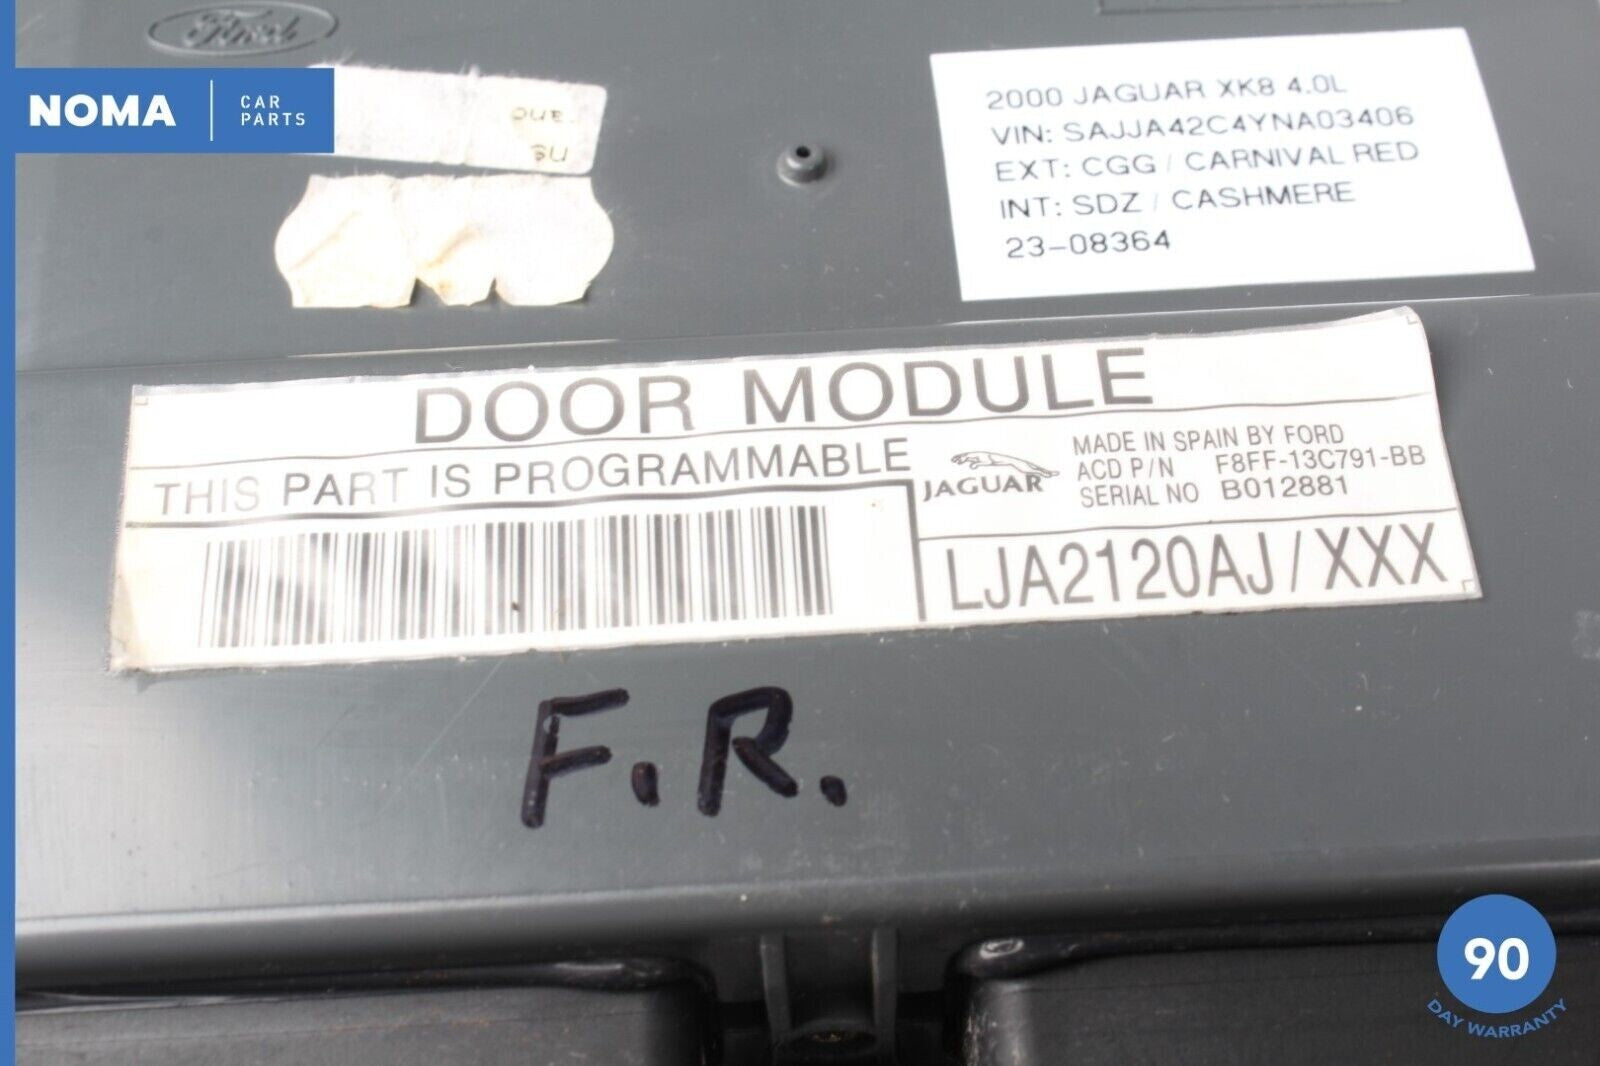 Ford
NOMA
CAR
PARTS
2000 JAGUAR XK8 4.0L
VIN: SAJJA42C4YNA03406
EXT: CGG / CARNIVAL RED
INT: SDZ / CASHMERE
23-08364
DOOR MODULE
THIS PART IS PROGRAMMABLE
JAGUAR
MADE IN SPAIN BY FORD
ACD P/N F8FF-13C791-BB
SERIAL NO B012881
LJA2120AJ/XXX
F.R.
90
DAY WARRANTY